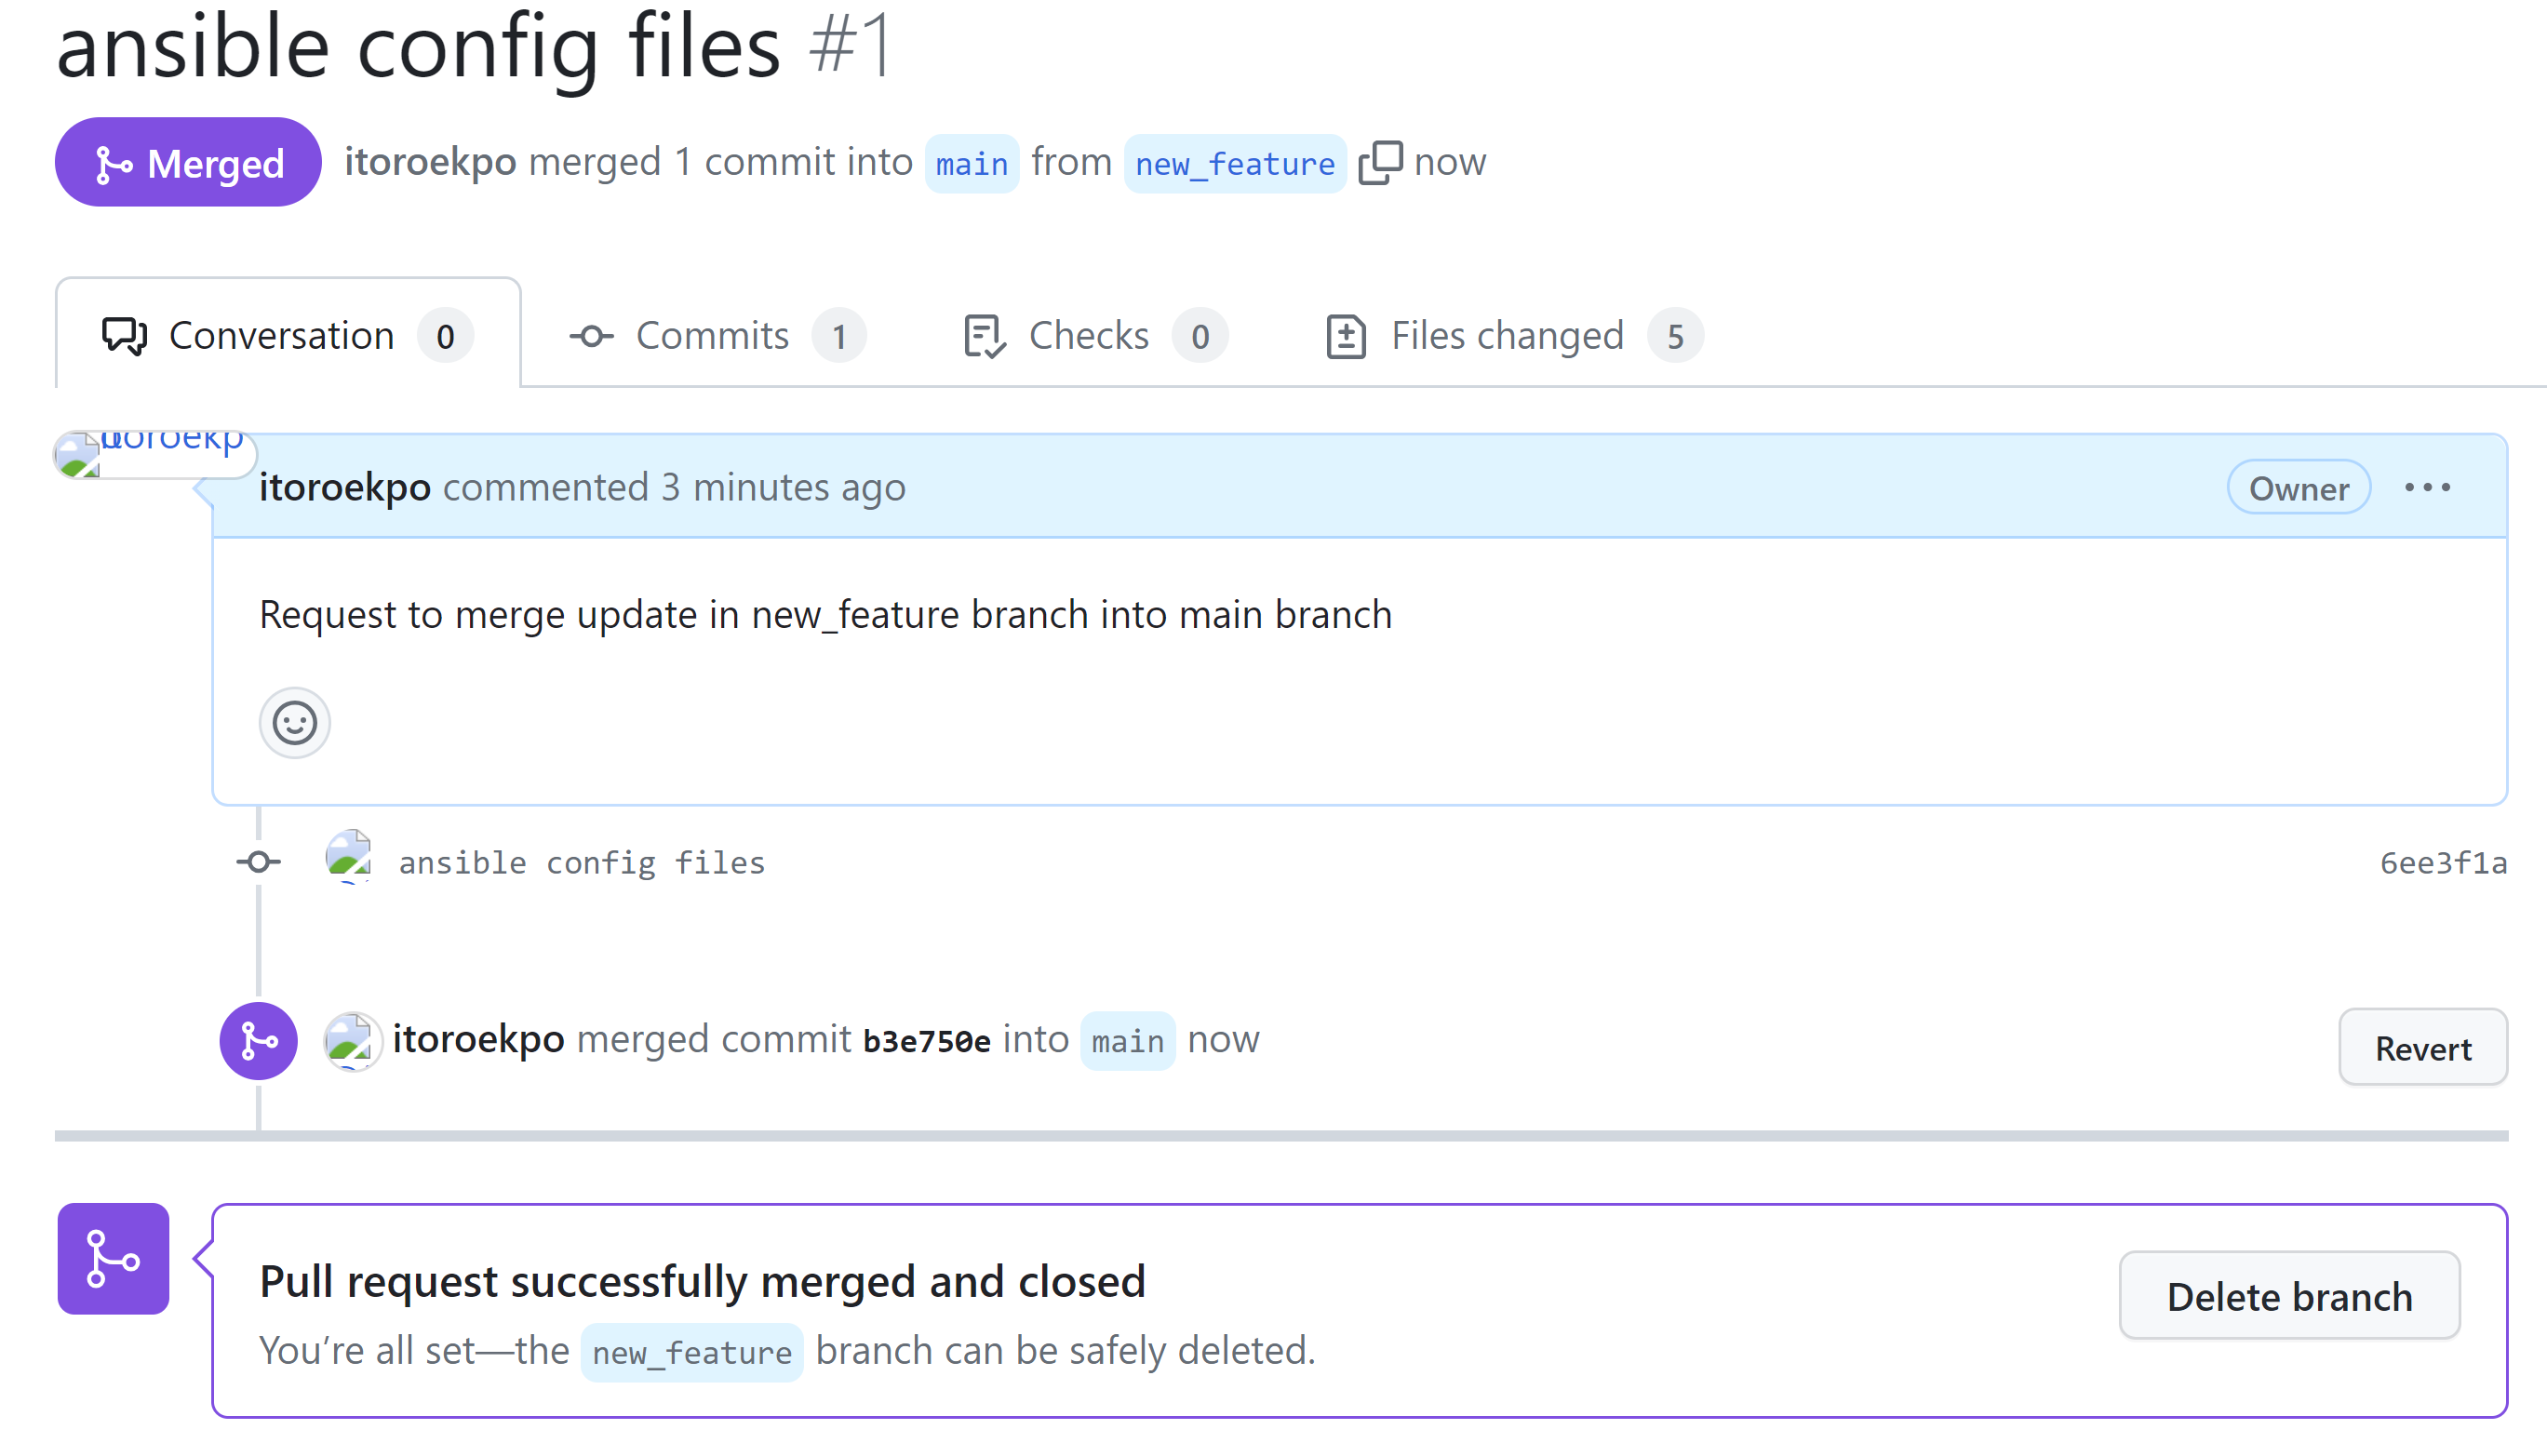 ansible config files #1
Merged itoroekpo merged 1 commit into main from new_feature now
Conversation 0 Commits 1 Checks 0 Files changed 5
itoroekpo commented 3 minutes ago Owner
Request to merge update in new_feature branch into main branch
ansible config files 6ee3f1a
itoroekpo merged commit b3e750e into main now Revert
Pull request successfully merged and closed
You’re all set—the new_feature branch can be safely deleted.
Delete branch